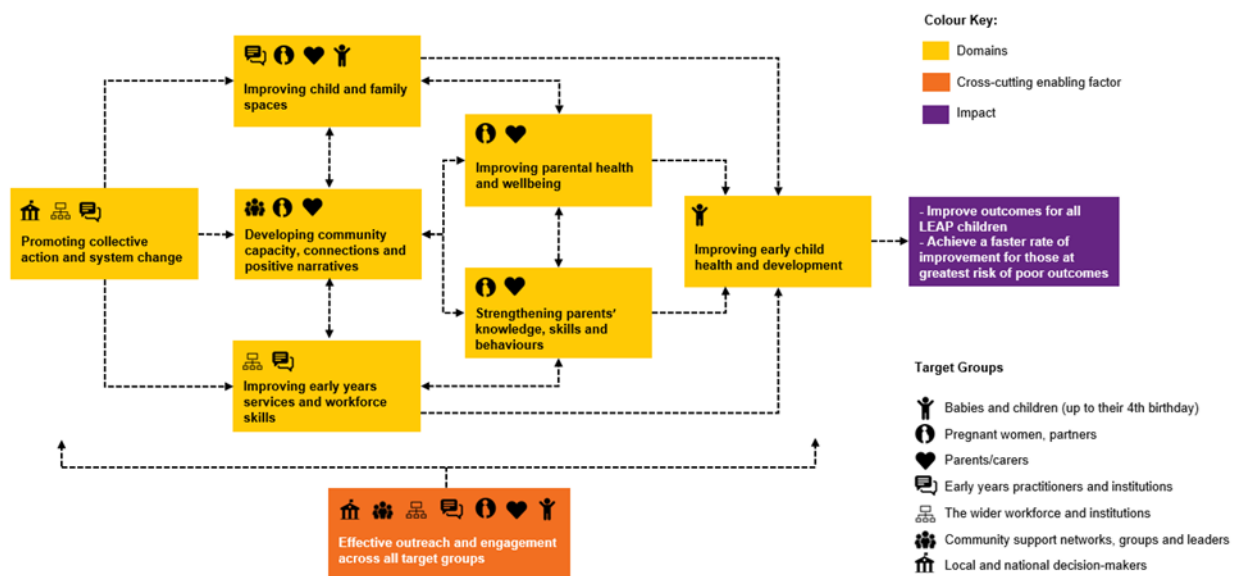 Colour Key:
Domains
Cross-cutting enabling factor
Impact
Improving child and family
spaces
Improving parental health
and wellbeing
Promoting collective
action and system change
Developing community
capacity, connections and
positive narratives
Improving early child
health and development
- Improve outcomes for all
LEAP children
- Achieve a faster rate of
improvement for those at
greatest risk of poor outcomes
Strengthening parents'
knowledge, skills and
behaviours
Improving early years
services and workforce
skills
Effective outreach and engagement
across all target groups
Target Groups
Babies and children (up to their 4th birthday)
Pregnant women, partners
Parents/carers
Early years practitioners and institutions
The wider workforce and institutions
Community support networks, groups and leaders
Local and national decision-makers